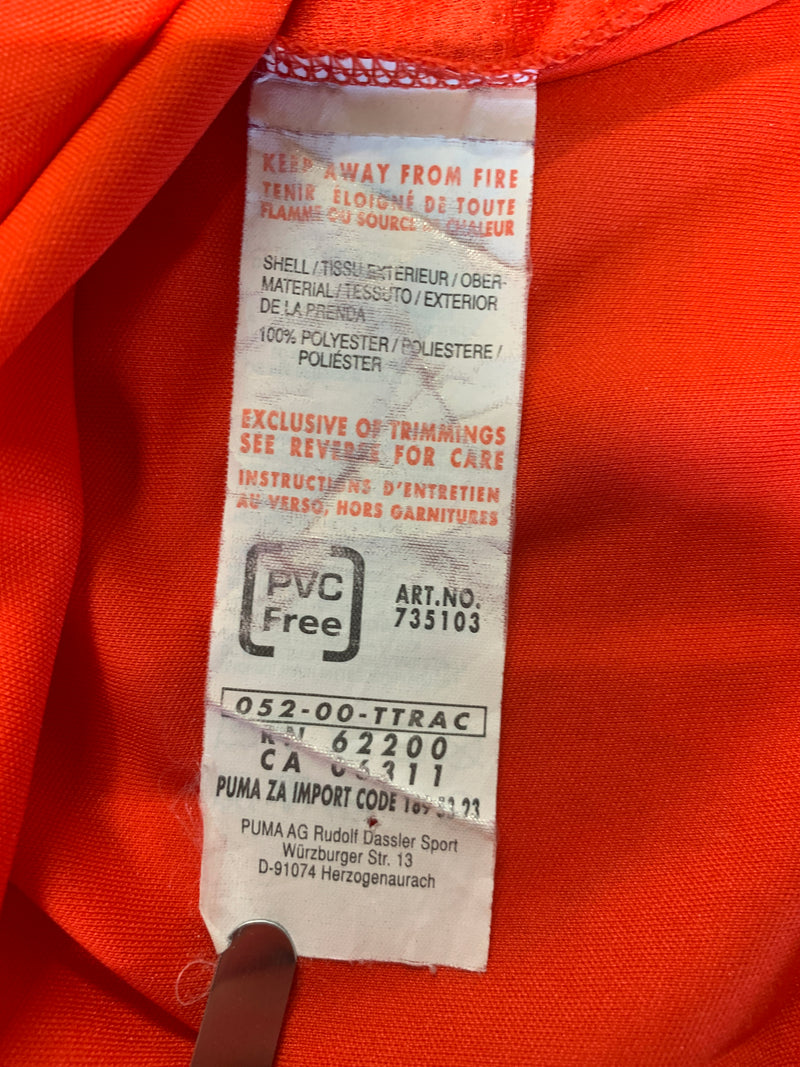 KEEP AWAY FROM FIRE
TENIR ÉLOIGNÉ DE TOUTE
FLAMME OU SOURCE DE CHALEUR
SHELL / TISSU EXTERIEUR / OBER-
MATERIAL / TESSUTO / EXTERIOR
DE LA PRENDA
100% POLYESTER / POLIESTERE /
POLIÉSTER
EXCLUSIVE OF TRIMMINGS
SEE REVERSE FOR CARE
INSTRUCTIONS D'ENTRETIEN
AU VERSO, HORS GARNITURES
PVC
Free
ART.NO.
735103
052-00-TTRAC
RN 62200
CA 06311
PUMA ZA IMPORT CODE
PUMA AG Rudolf Dassler Sport
Würzburger Str. 13
D-91074 Herzogenaurach